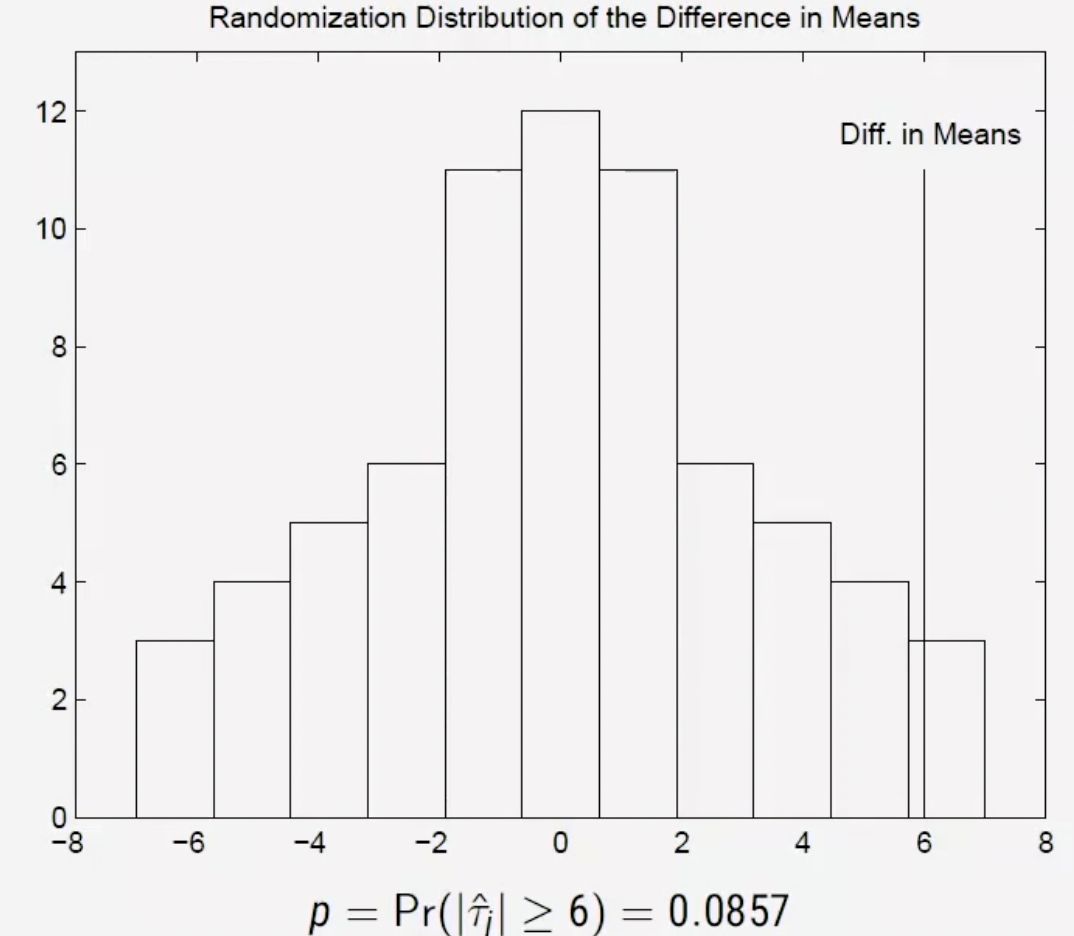 Randomization Distribution of the Difference in Means
12
Diff. in Means
10
8
6
4
2
0
−8 −6 −4 −2 0 2 4 6 8
p = Pr(|τ̂ⱼ| ≥ 6) = 0.0857